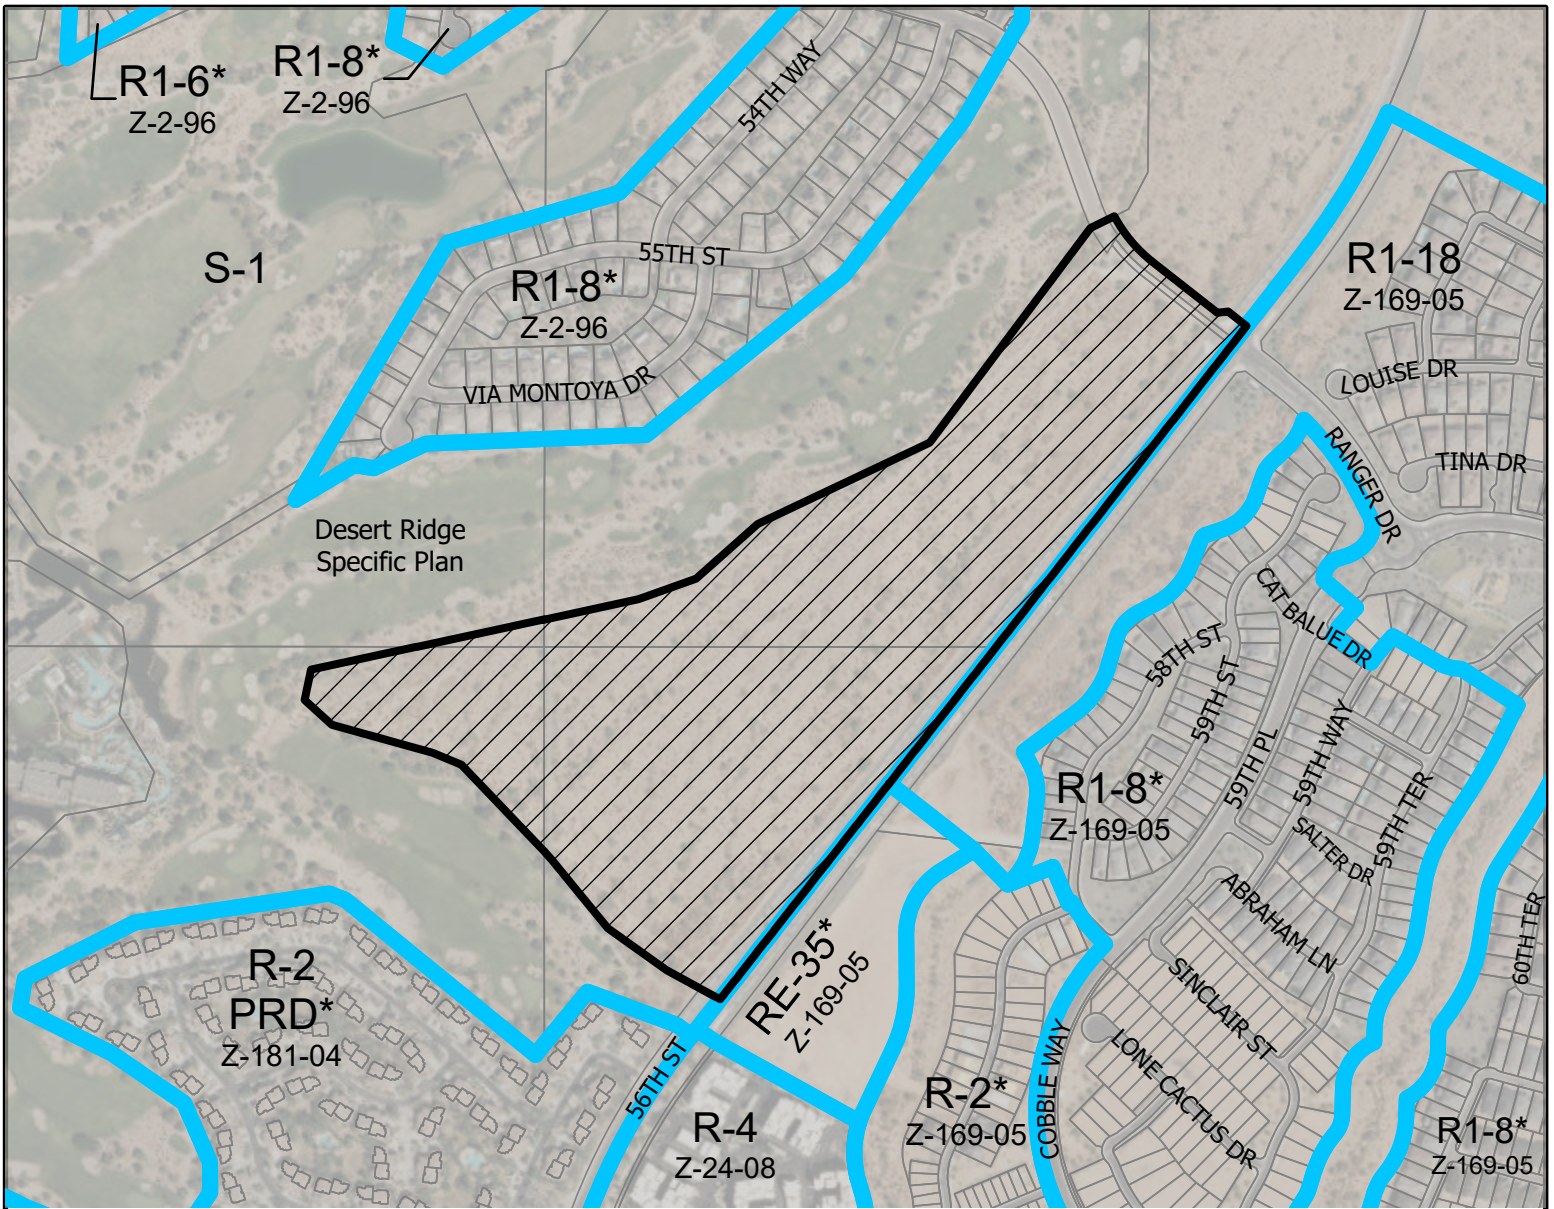 R1-6*
Z-2-96
R1-8*
Z-2-96
54TH WAY
S-1
55TH ST
R1-8*
Z-2-96
VIA MONTOYA DR
R1-18
Z-169-05
LOUISE DR
TINA DR
RANGER DR
Desert Ridge
Specific Plan
CAT BALUE DR
58TH ST
59TH ST
59TH PL
59TH WAY
59TH TER
R1-8*
Z-169-05
SALTER DR
ABRAHAM LN
60TH TER
SINCLAIR ST
R-2
PRD*
Z-181-04
RE-35*
Z-169-05
56TH ST
R-4
Z-24-08
R-2*
Z-169-05
COBBLE WAY
LONE CACTUS DR
R1-8*
Z-169-05